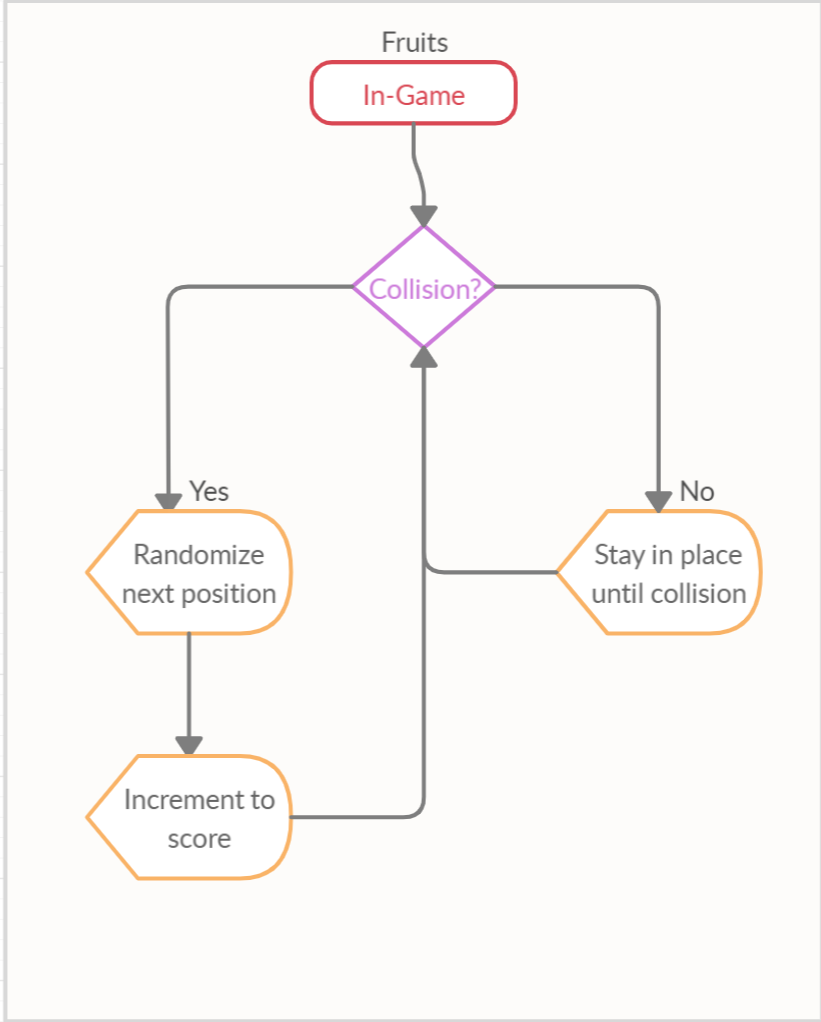 Fruits
In-Game
Collision?
Yes
No
Randomize
next position
Stay in place
until collision
Increment to
score